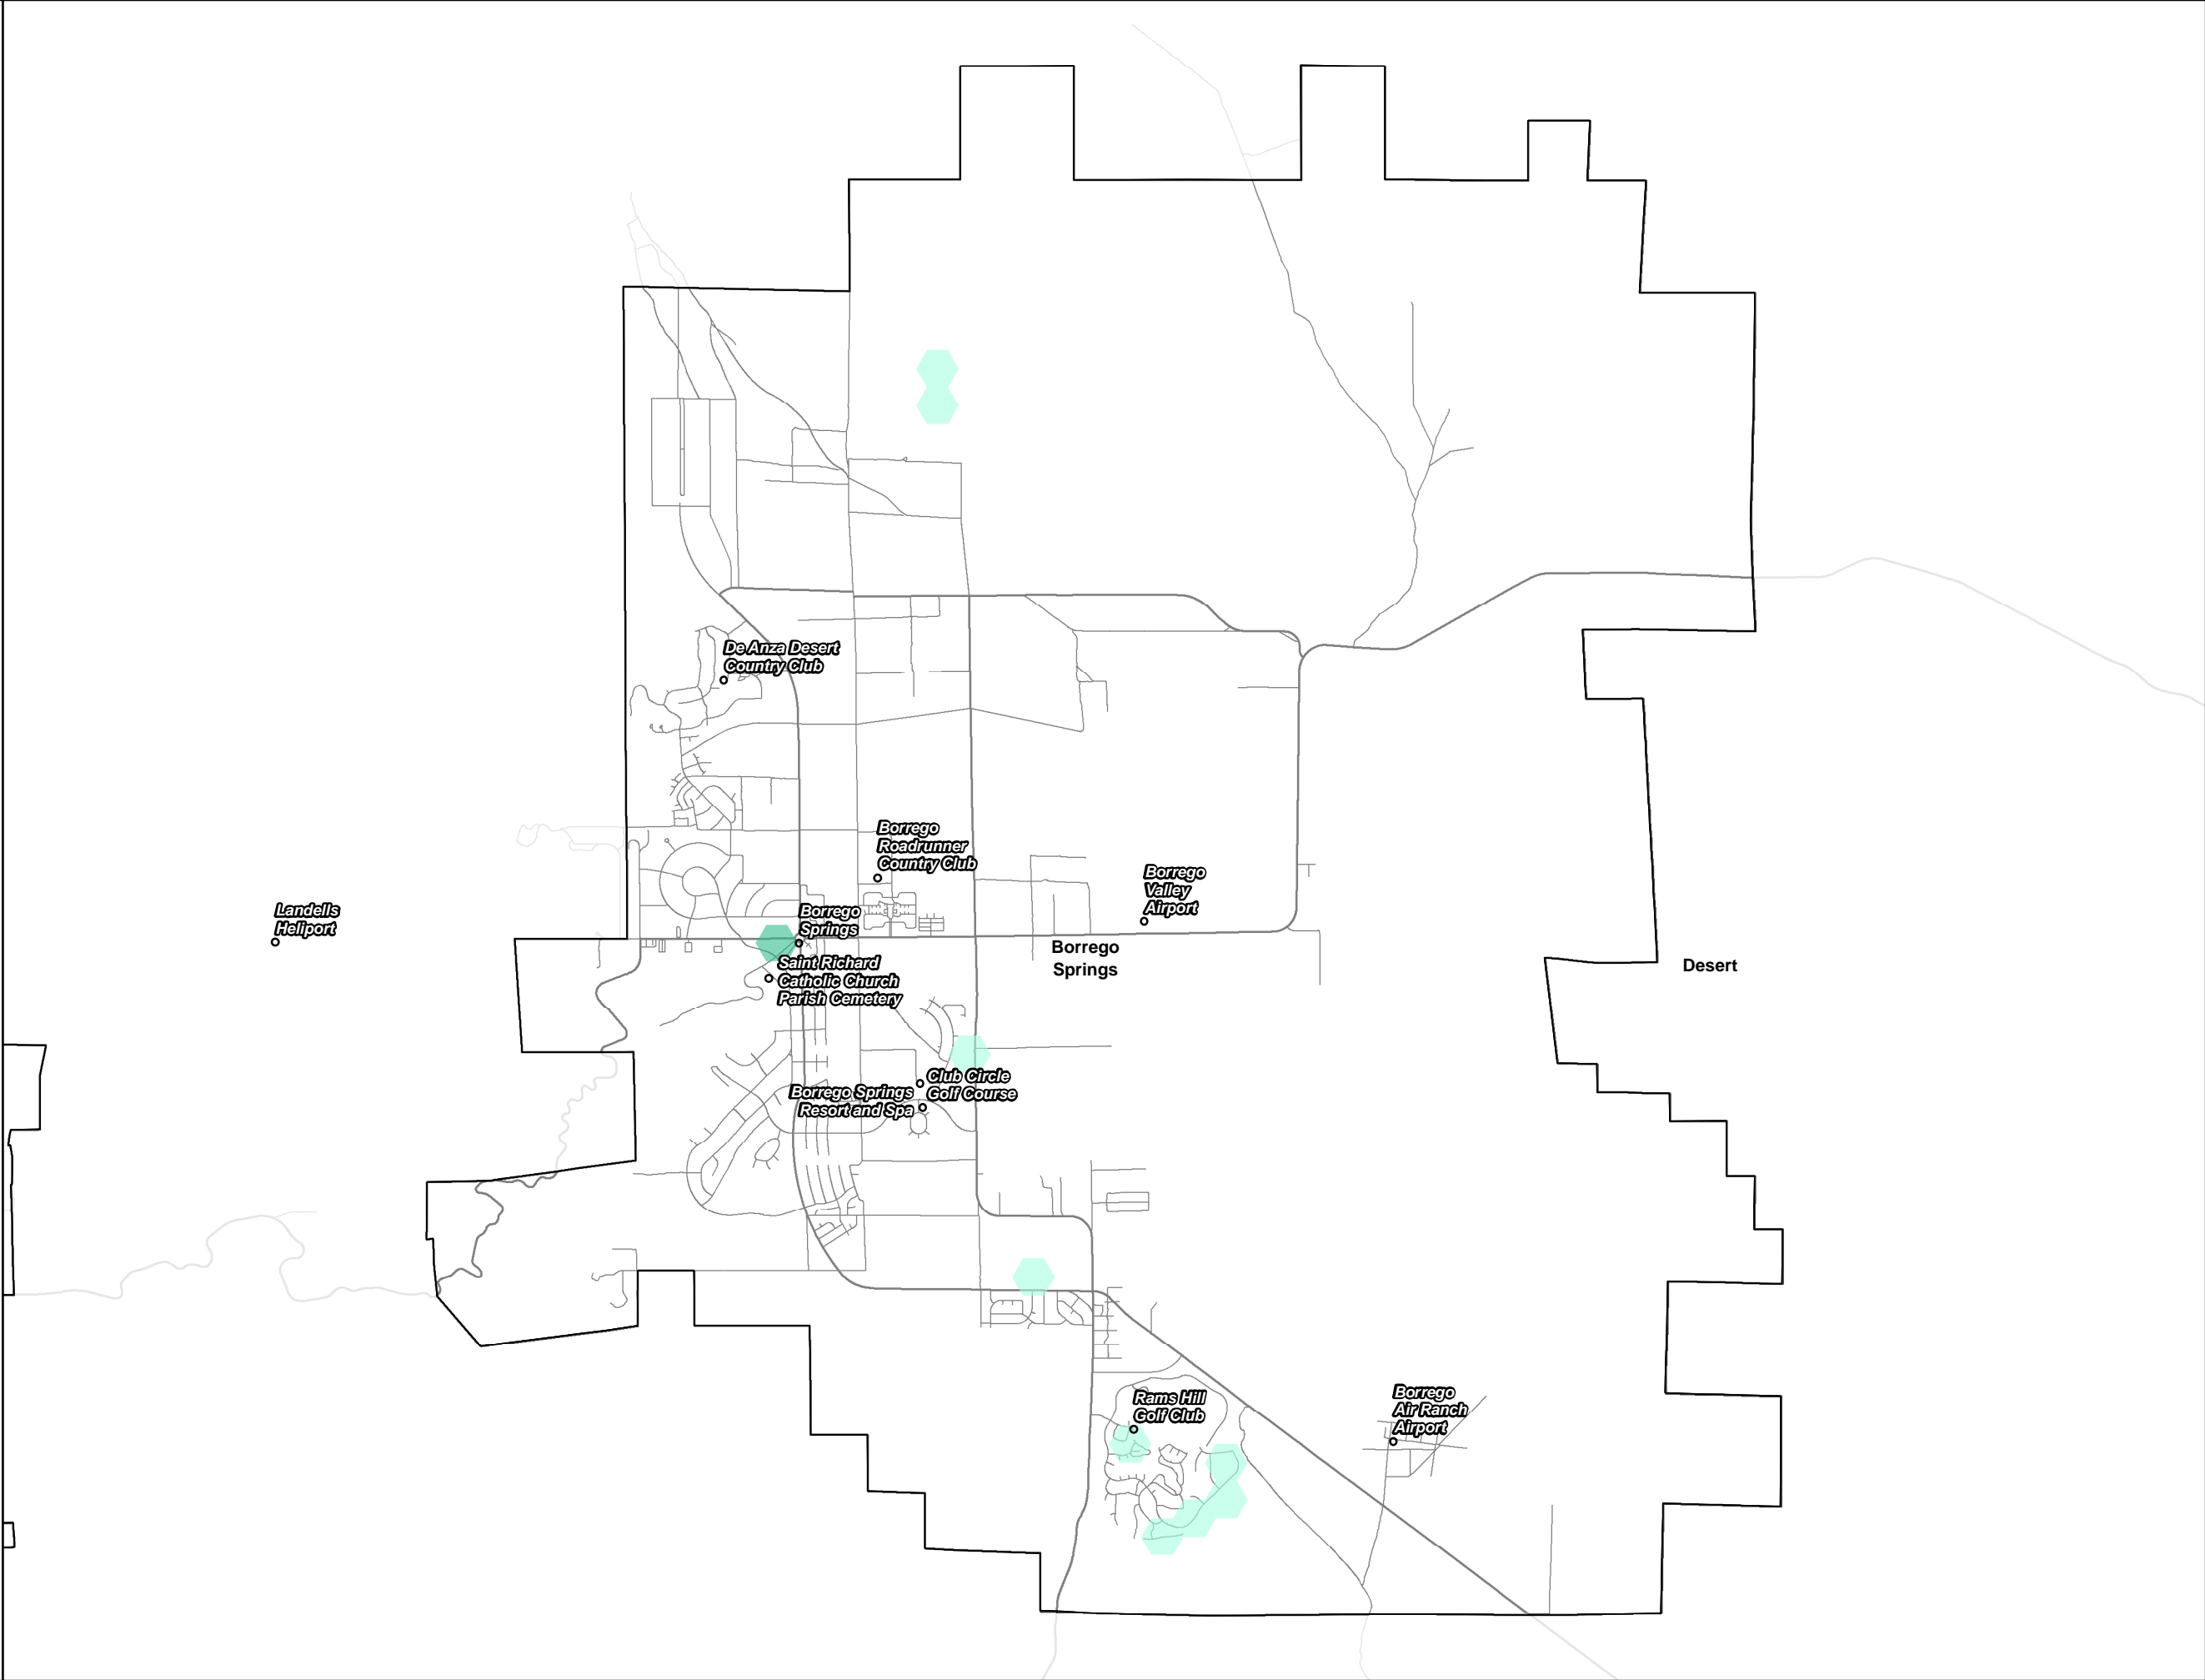 De Anza Desert
Country Club
Borrego
Roadrunner
Country Club
Borrego
Valley
Airport
Landells
Heliport
Borrego
Springs
Borrego
Springs
Desert
Saint Richard
Catholic Church
Parish Cemetery
Club Circle
Golf Course
Borrego Springs
Resort and Spa
Rams Hill
Golf Club
Borrego
Air Ranch
Airport